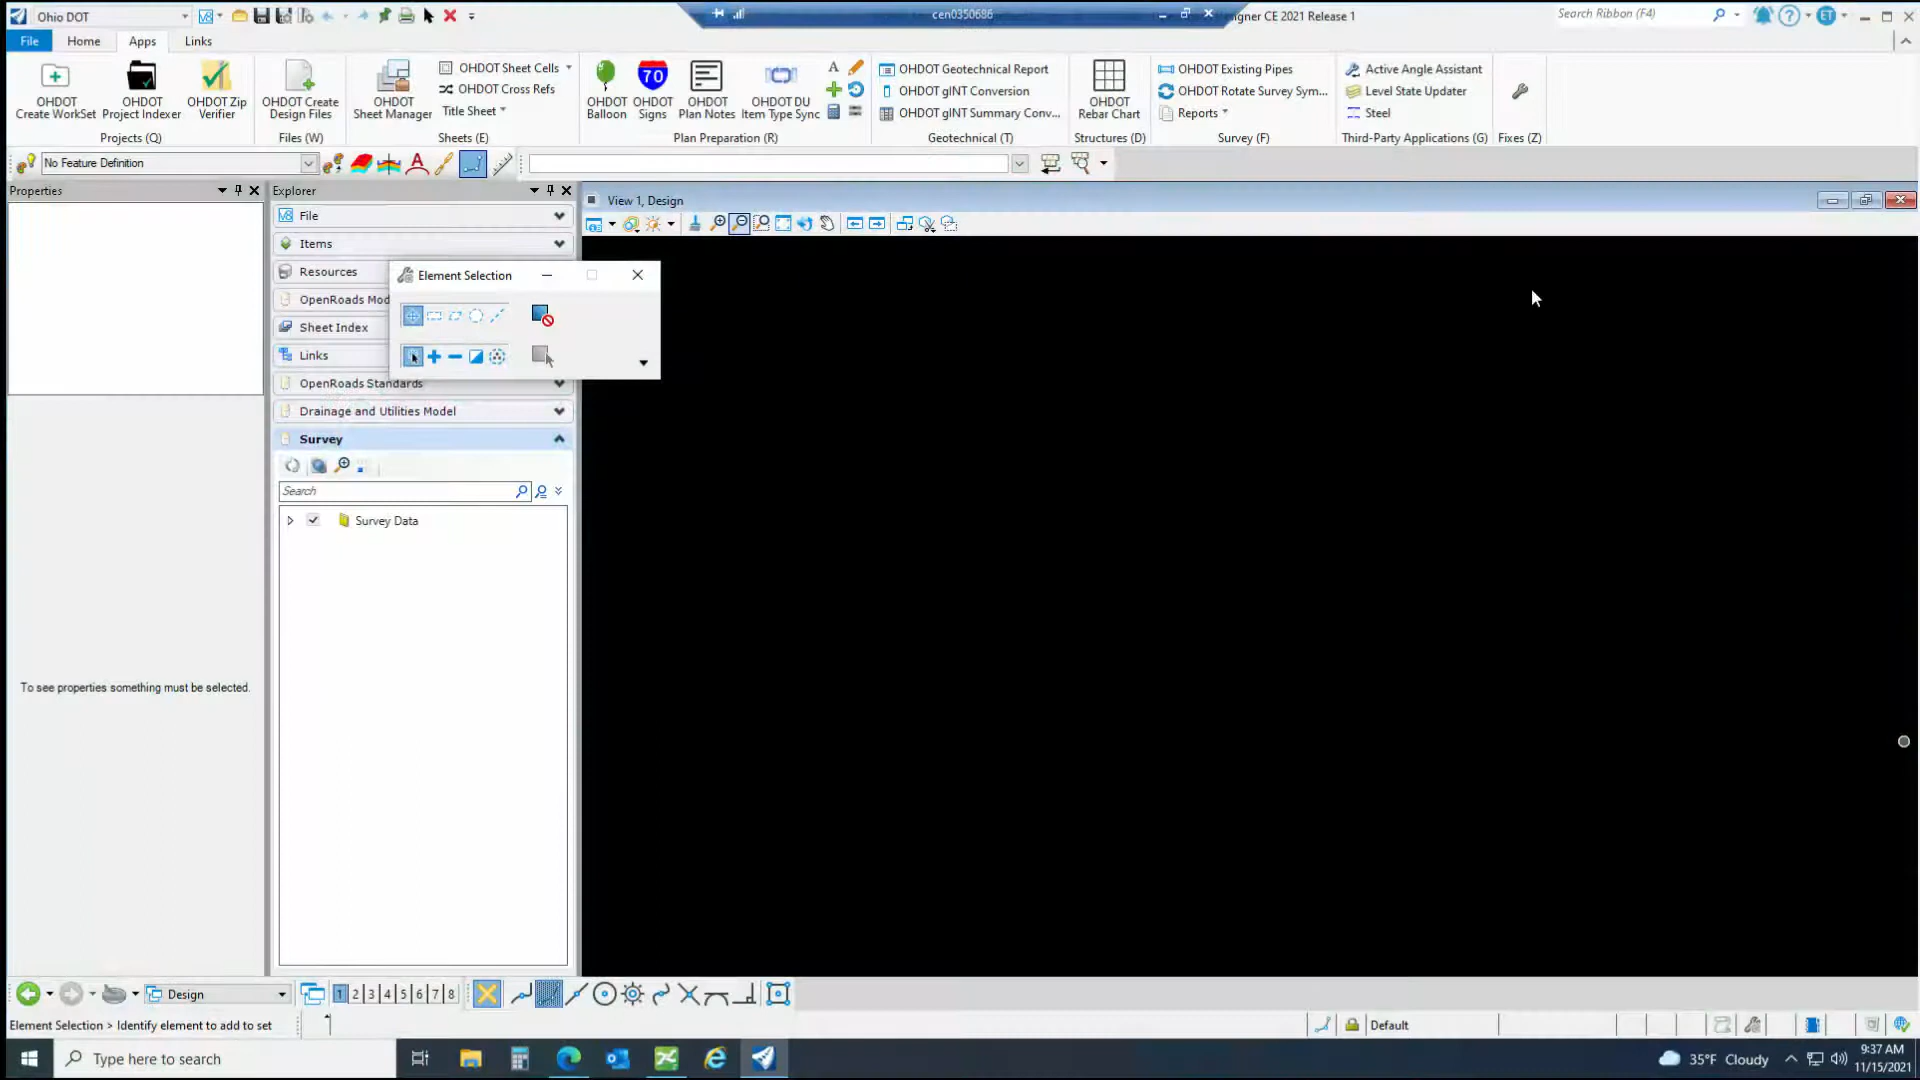 Ohio DOT
cen0350686
gner CE 2021 Release 1
Search Ribbon (F4)
ET
File Home Apps Links
OHDOT Create WorkSet
OHDOT Project Indexer
OHDOT Zip Verifier
Projects (Q)
OHDOT Create Design Files
Files (W)
OHDOT Sheet Manager
OHDOT Sheet Cells
OHDOT Cross Refs
Title Sheet
Sheets (E)
OHDOT Balloon
70
OHDOT Signs
OHDOT Plan Notes
OHDOT DU Item Type Sync
A
Plan Preparation (R)
OHDOT Geotechnical Report
OHDOT gINT Conversion
OHDOT gINT Summary Conv...
Geotechnical (T)
OHDOT Rebar Chart
Structures (D)
OHDOT Existing Pipes
OHDOT Rotate Survey Sym...
Reports
Survey (F)
Active Angle Assistant
Level State Updater
Steel
Third-Party Applications (G)
Fixes (Z)
No Feature Definition
Properties
To see properties something must be selected.
Explorer
File
Items
Resources
OpenRoads Mod
Sheet Index
Links
OpenRoads Standards
Drainage and Utilities Model
Survey
Search
Survey Data
Element Selection
View 1, Design
Design
1 2 3 4 5 6 7 8
Element Selection > Identify element to add to set
Default
Type here to search
35°F Cloudy
9:37 AM
11/15/2021